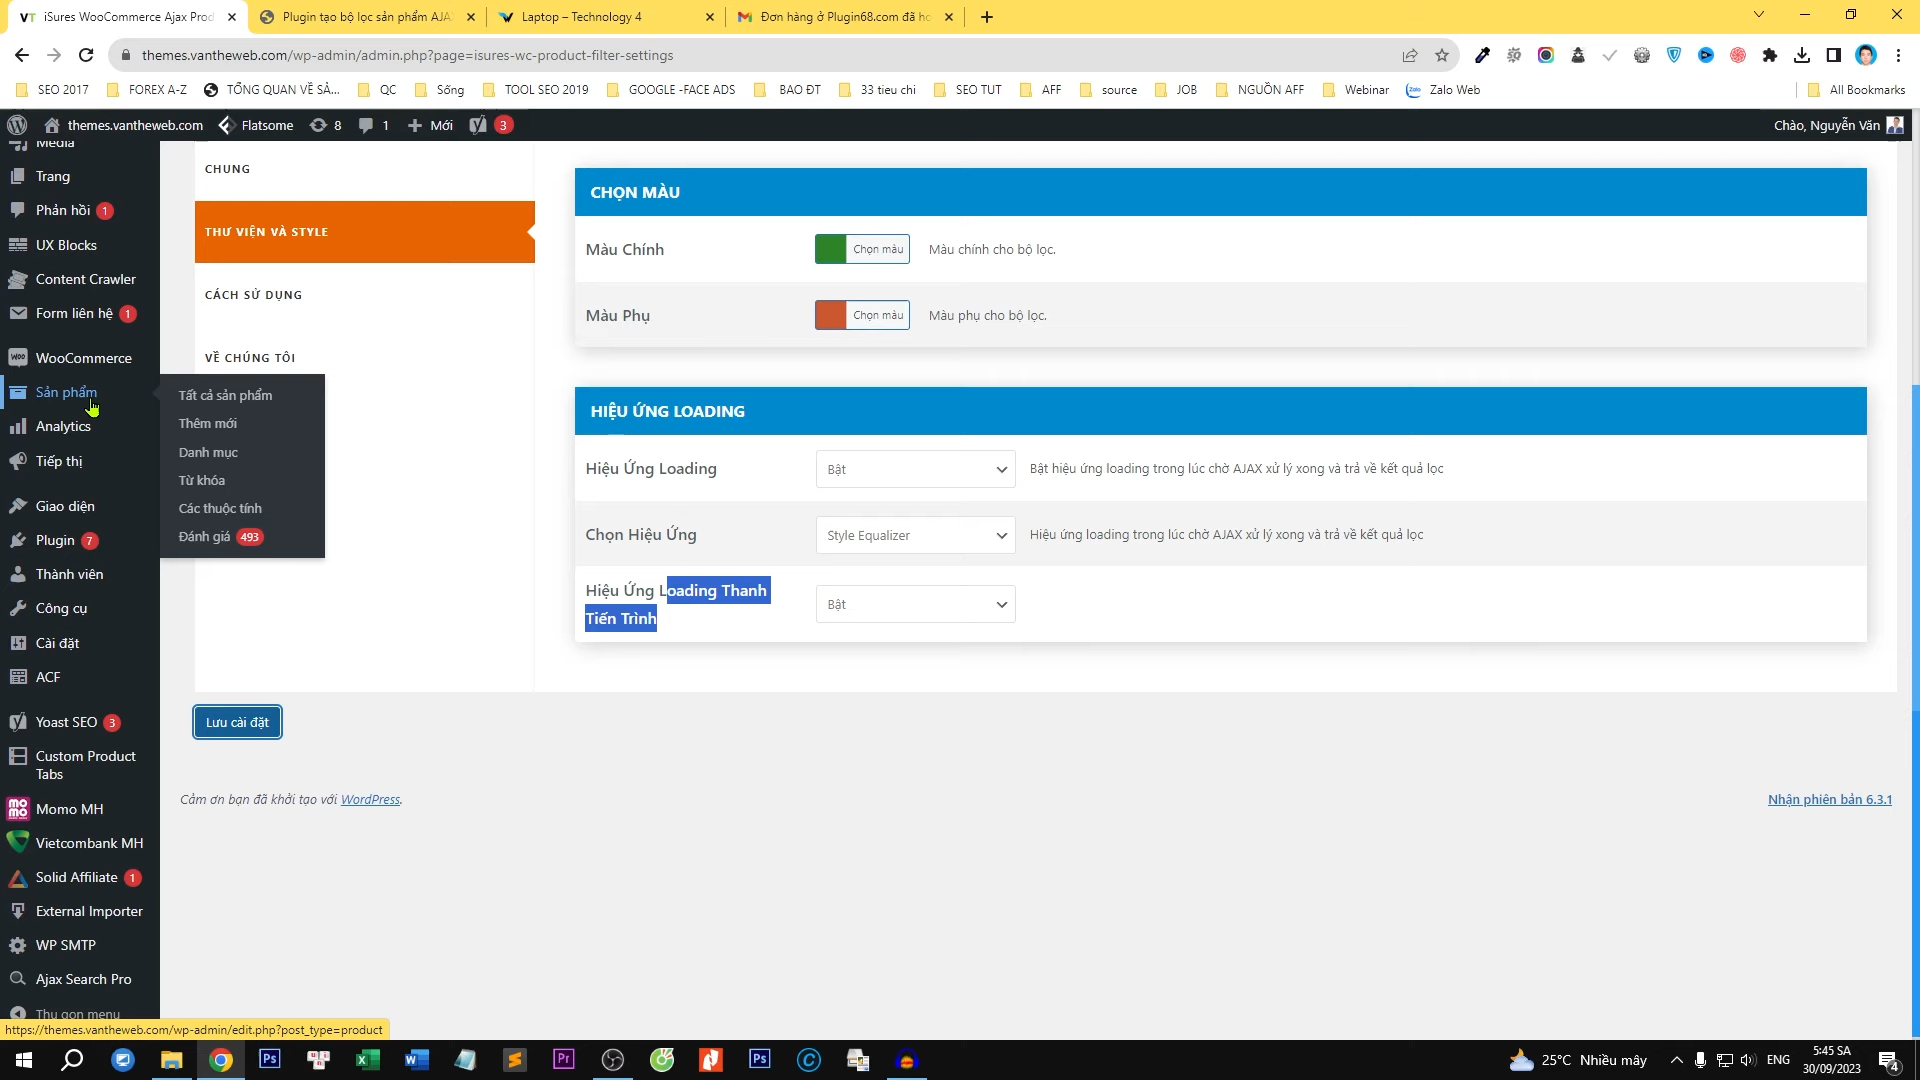 iSures WooCommerce Ajax Prod
Plugin tạo bộ lọc sản phẩm AJA
Laptop – Technology 4
Đơn hàng ở Plugin68.com đã ho
themes.vantheweb.com/wp-admin/admin.php?page=isures-wc-product-filter-settings
SEO 2017
FOREX A-Z
TỔNG QUAN VỀ SẢ...
QC
Sống
TOOL SEO 2019
GOOGLE -FACE ADS
BAO ĐT
33 tieu chi
SEO TUT
AFF
source
JOB
NGUỒN AFF
Webinar
Zalo Web
All Bookmarks
themes.vantheweb.com
Flatsome
8
1
Mới
3
Chào, Nguyễn Văn
Media
Trang
Phản hồi 1
UX Blocks
Content Crawler
Form liên hệ 1
WooCommerce
Sản phẩm
Analytics
Tiếp thị
Giao diện
Plugin 7
Thành viên
Công cụ
Cài đặt
ACF
Yoast SEO 3
Custom Product
Tabs
Momo MH
Vietcombank MH
Solid Affiliate 1
External Importer
WP SMTP
Ajax Search Pro
Thu gọn menu
Tất cả sản phẩm
Thêm mới
Danh mục
Từ khóa
Các thuộc tính
Đánh giá 493
CHUNG
THƯ VIỆN VÀ STYLE
CÁCH SỬ DỤNG
VỀ CHÚNG TÔI
CHỌN MÀU
Màu Chính
Chọn màu
Màu chính cho bộ lọc.
Màu Phụ
Chọn màu
Màu phụ cho bộ lọc.
HIỆU ỨNG LOADING
Hiệu Ứng Loading
Bật
Bật hiệu ứng loading trong lúc chờ AJAX xử lý xong và trả về kết quả lọc
Chọn Hiệu Ứng
Style Equalizer
Hiệu ứng loading trong lúc chờ AJAX xử lý xong và trả về kết quả lọc
Hiệu Ứng Loading Thanh
Tiến Trình
Bật
Lưu cài đặt
Cảm ơn bạn đã khởi tạo với WordPress.
Nhận phiên bản 6.3.1
https://themes.vantheweb.com/wp-admin/edit.php?post_type=product
25°C Nhiều mây
ENG
5:45 SA
30/09/2023
4